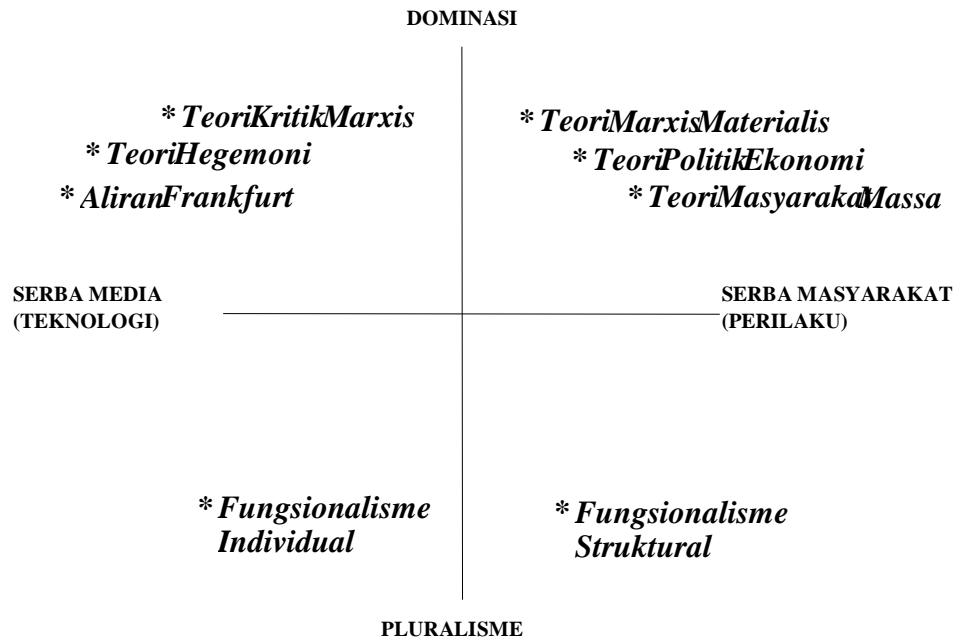 DOMINASI
* TeoriKritikMarxis
* TeoriHegemoni
* AliranFrankfurt
* TeoriMarxisMaterialis
* TeoriPolitikEkonomi
* TeoriMasyarakatMassa
SERBA MEDIA
(TEKNOLOGI)
SERBA MASYARAKAT
(PERILAKU)
* Fungsionalisme
Individual
* Fungsionalisme
Struktural
PLURALISME